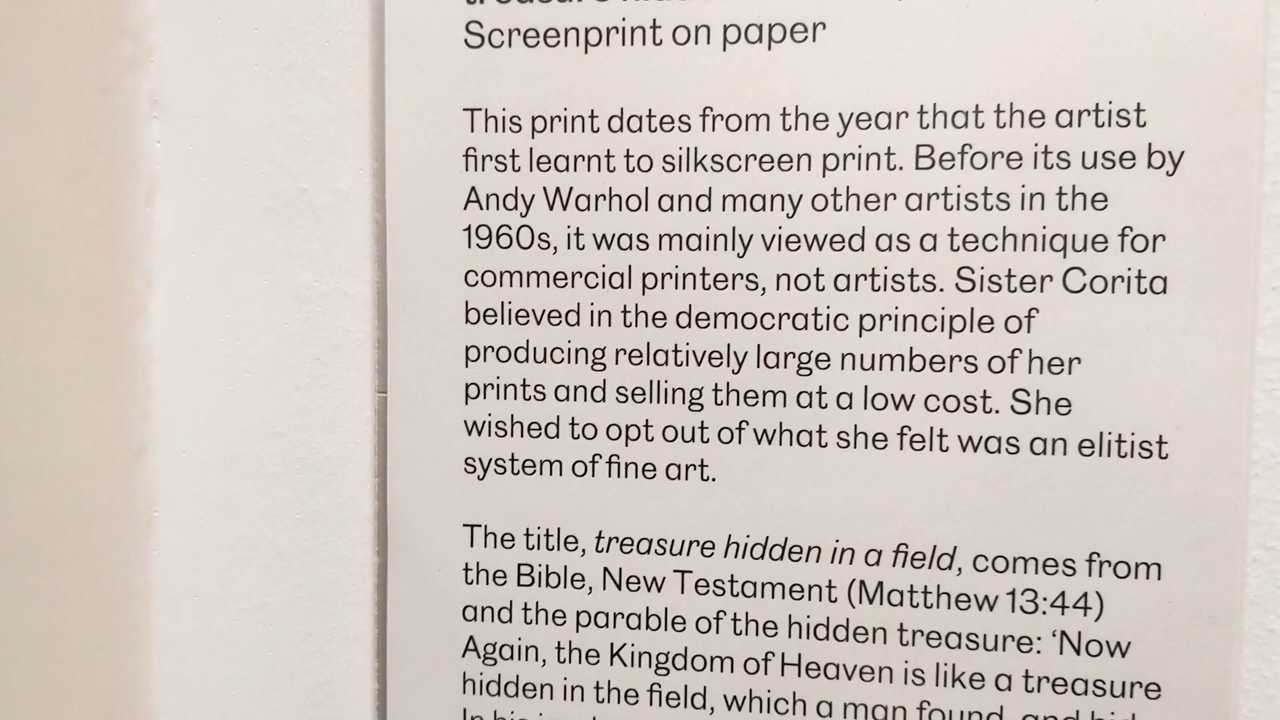 Screenprint on paper
This print dates from the year that the artist
first learnt to silkscreen print. Before its use by
Andy Warhol and many other artists in the
1960s, it was mainly viewed as a technique for
commercial printers, not artists. Sister Corita
believed in the democratic principle of
producing relatively large numbers of her
prints and selling them at a low cost. She
wished to opt out of what she felt was an elitist
system of fine art.
The title, treasure hidden in a field, comes from
the Bible, New Testament (Matthew 13:44)
and the parable of the hidden treasure: ‘Now
Again, the Kingdom of Heaven is like a treasure
hidden in the field, which a man found, and